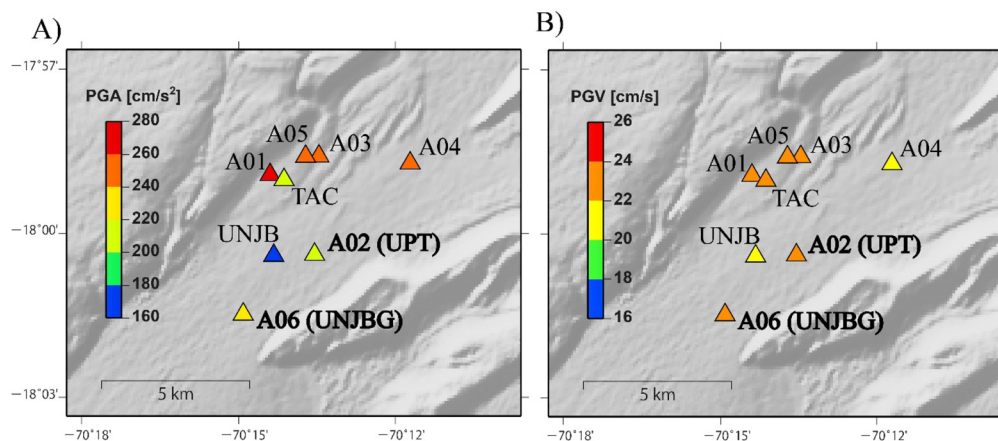 A)
−17°57'
PGA [cm/s²]
280
260
240
220
200
180
160
A05
A03
A04
A01
TAC
−18°00'
UNJB
A02 (UPT)
A06 (UNJBG)
−18°03'
5 km
−70°18'
−70°15'
−70°12'
B)
PGV [cm/s]
26
24
22
20
18
16
A05
A03
A04
A01
TAC
UNJB
A02 (UPT)
A06 (UNJBG)
5 km
−70°18'
−70°15'
−70°12'